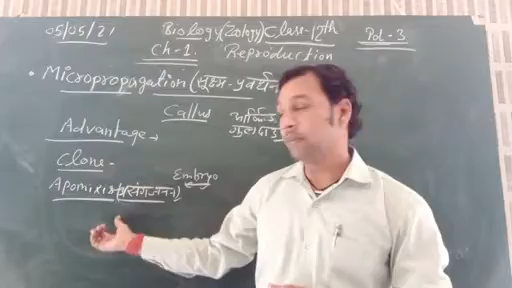 05/05/21 Biology(Zology) Class-12th Pol-3
Ch-1. Reproduction
• Micropropagation (सूक्ष्म-प्रवर्धन
Callus
Advantage →
Clone -
Embryo
Apomixis (असंगजनन)